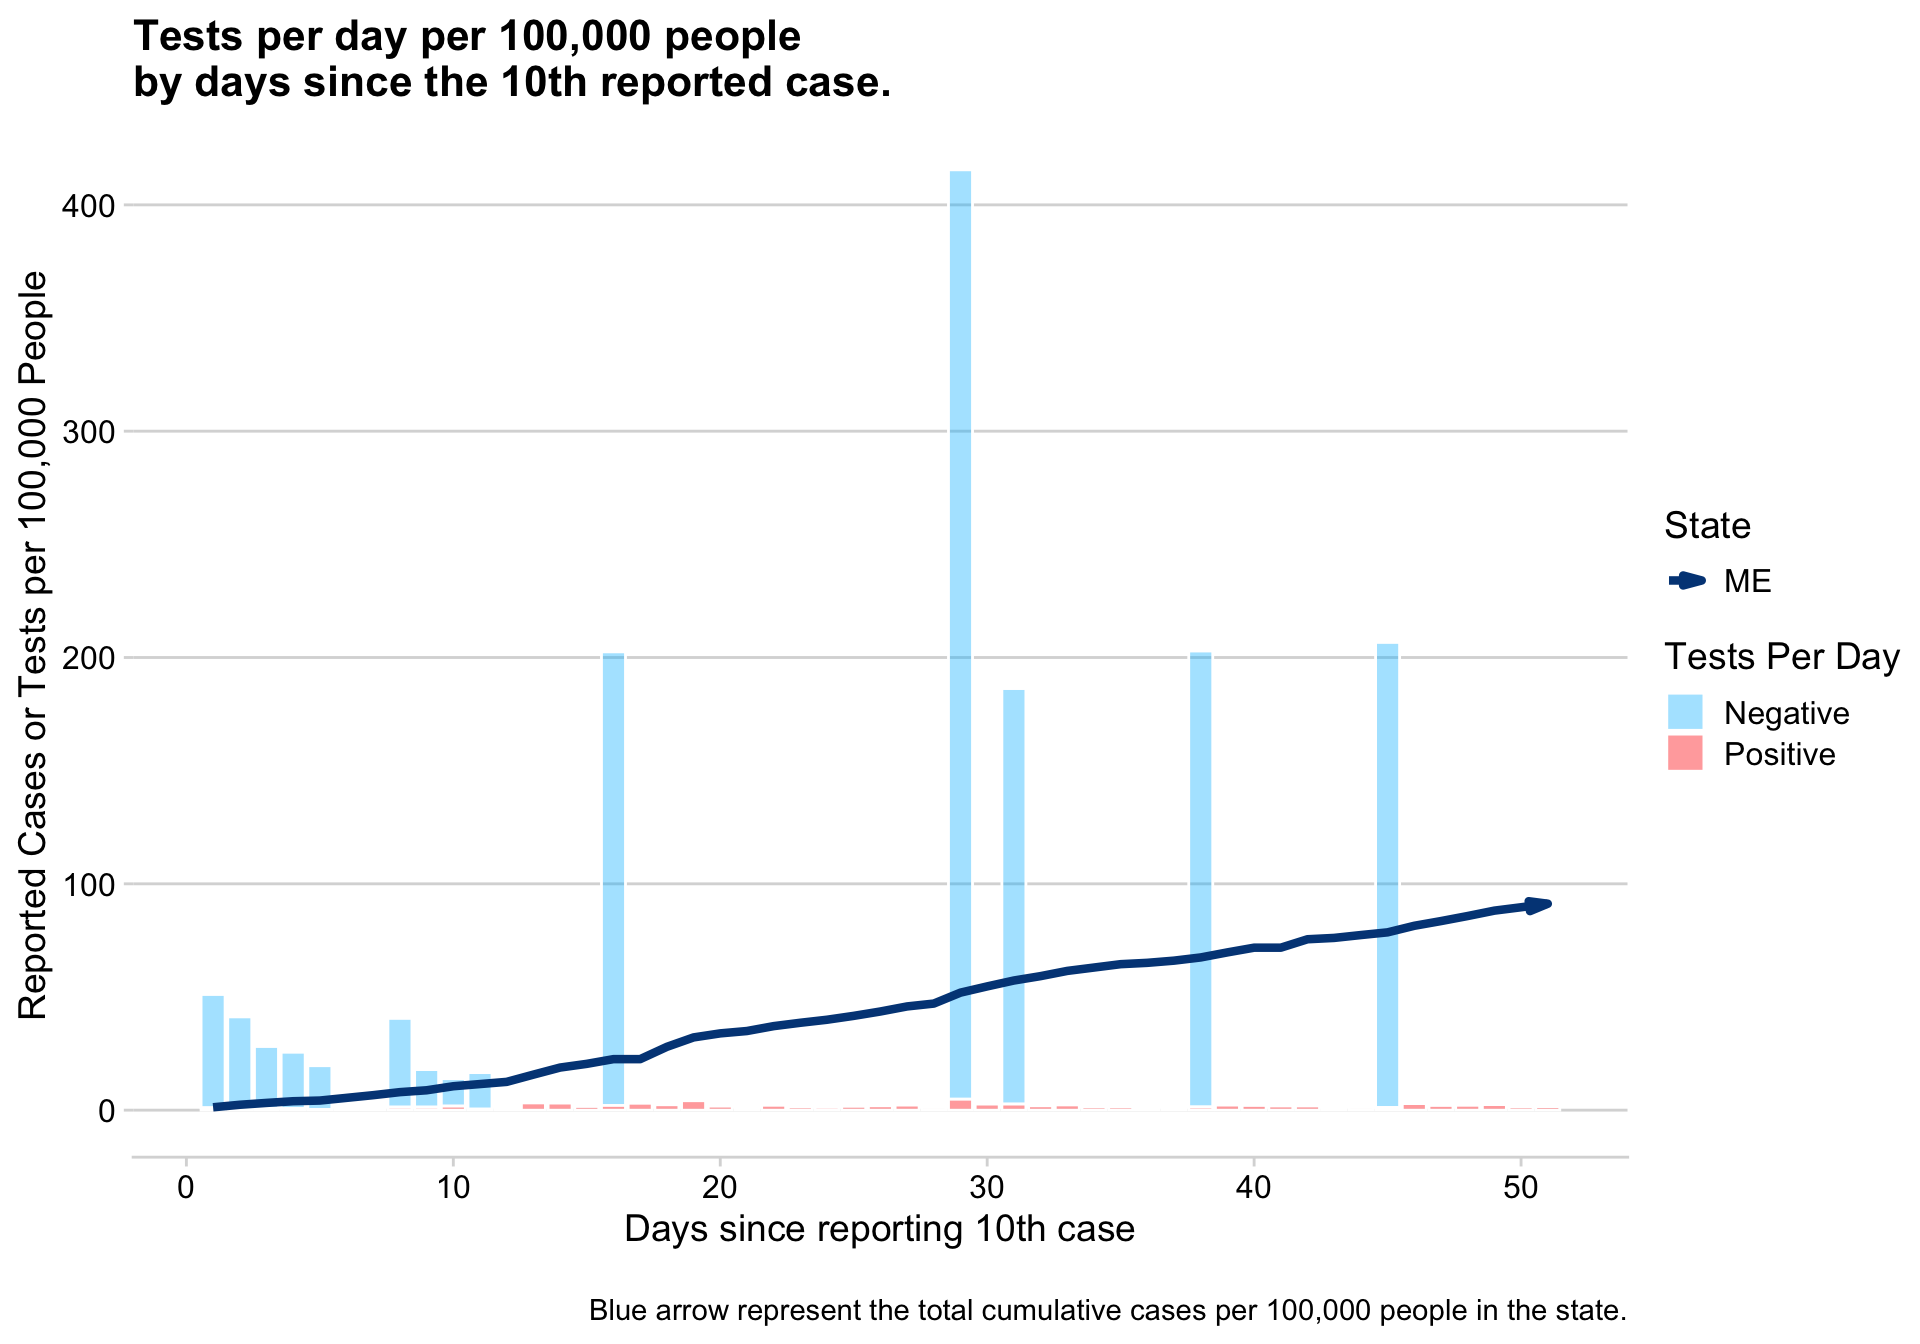 Tests per day per 100,000 people
by days since the 10th reported case.
Reported Cases or Tests per 100,000 People
400
300
200
100
0
0
10
20
30
40
50
Days since reporting 10th case
State
ME
Tests Per Day
Negative
Positive
Blue arrow represent the total cumulative cases per 100,000 people in the state.